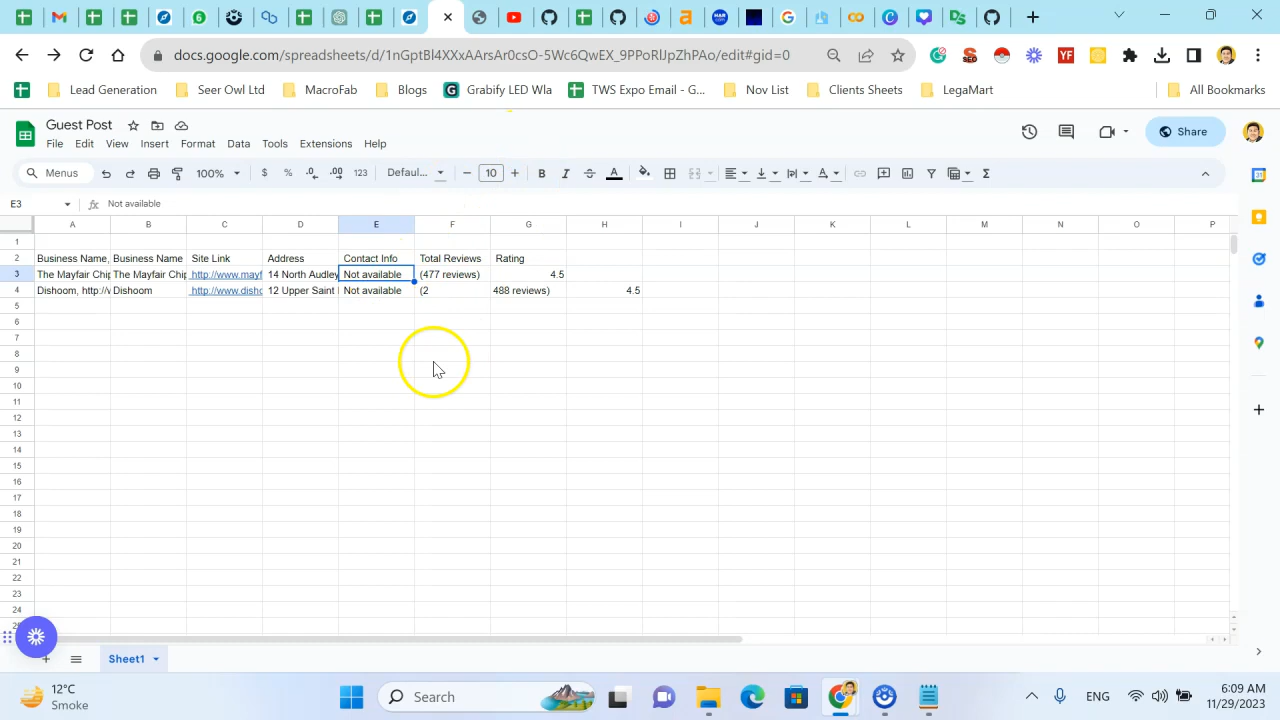 docs.google.com/spreadsheets/d/1nGptBl4XXxAArsAr0csO-5Wc6QwEX_9PPoRlJpZhPAo/edit#gid=0
Lead Generation
Seer Owl Ltd
MacroFab
Blogs
Grabify LED Wla
TWS Expo Email - G...
Nov List
Clients Sheets
LegaMart
All Bookmarks
Guest Post
Share
File Edit View Insert Format Data Tools Extensions Help
Menus 100% $ % .0 .00 123 Defaul... 10 B I A
E3 Not available
A B C D E F G H I J K L M N O P
1
2 Business Name, Business Name Site Link Address Contact Info Total Reviews Rating
3 The Mayfair Chip The Mayfair Chip http://www.mayf 14 North Audley Not available (477 reviews) 4.5
4 Dishoom, http://w Dishoom http://www.disho 12 Upper Saint Not available (2 488 reviews) 4.5
5
6
7
8
9
10
11
12
13
14
15
16
17
18
19
20
21
22
23
24
25
Sheet1
12°C
Smoke
Search
ENG
6:09 AM
11/29/2023